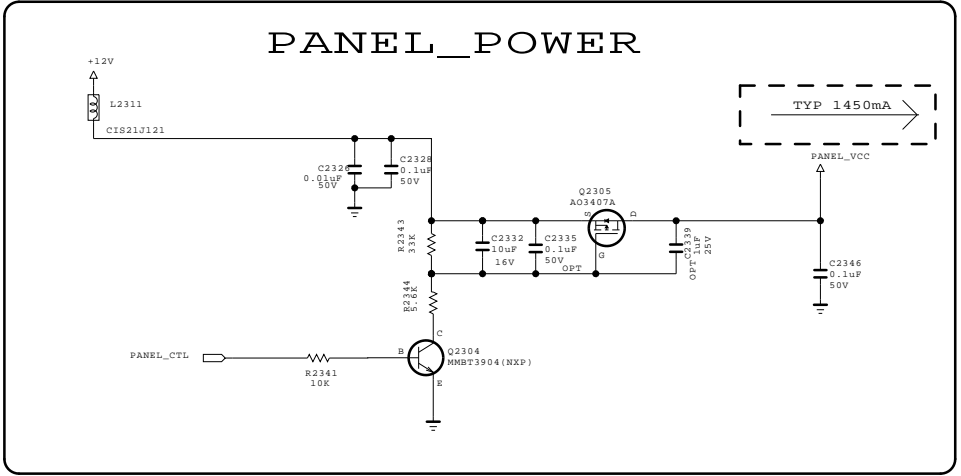 PANEL_POWER
+12V
L2311
CIS21J121
TYP 1450mA
PANEL_VCC
C2326
0.01uF
50V
C2328
0.1uF
50V
Q2305
AO3407A
S
D
G
R2343
33K
C2332
10uF
16V
C2335
0.1uF
50V
OPT
C2339
1uF
25V
OPT
C2346
0.1uF
50V
R2344
5.6K
C
B
E
Q2304
MMBT3904(NXP)
PANEL_CTL
R2341
10K